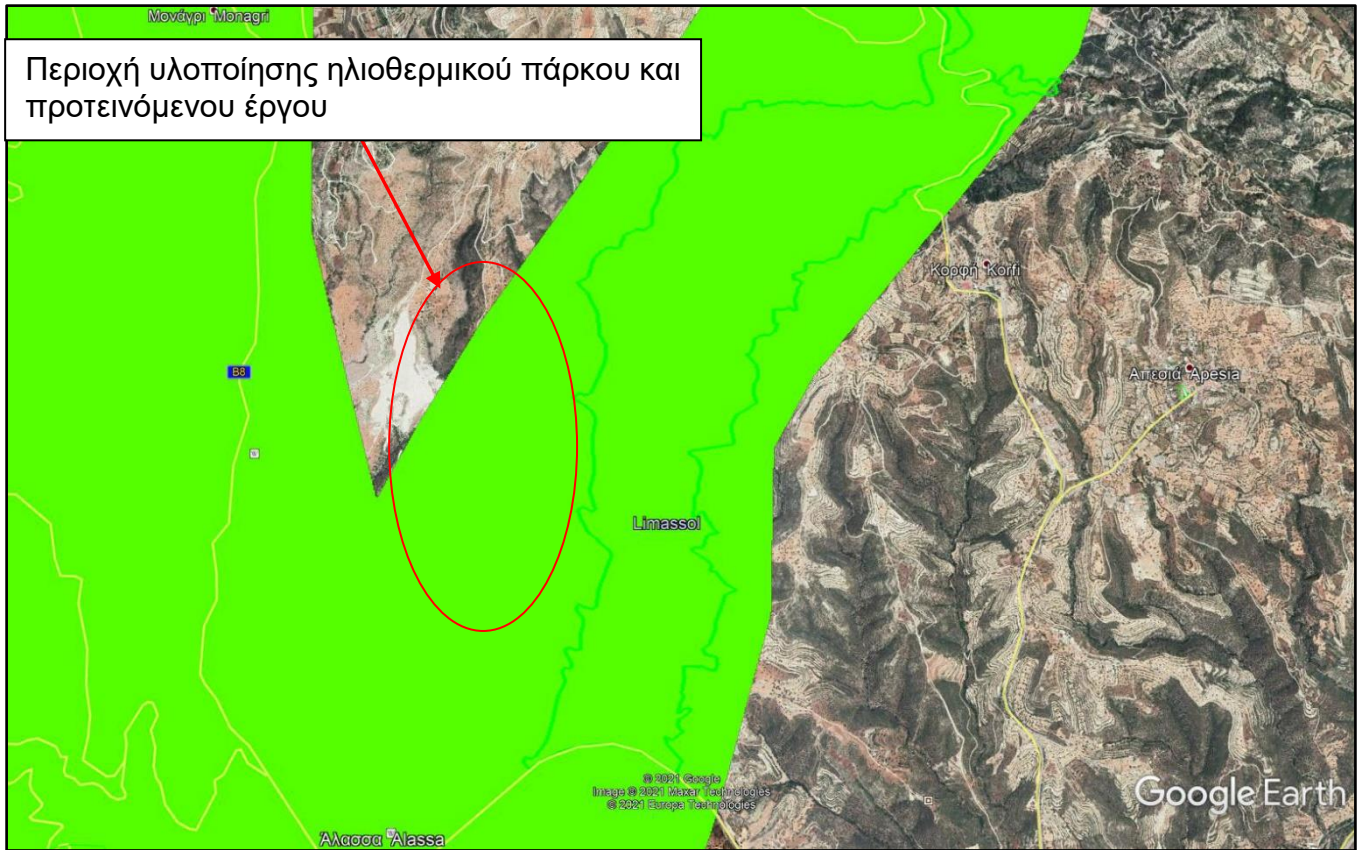 Μονάγρι Monagri
Περιοχή υλοποίησης ηλιοθερμικού πάρκου και
προτεινόμενου έργου
Κορφή Korfi
B8
Απεσιά Apesia
Limassol
© 2021 Google
Image © 2021 Maxar Technologies
© 2021 Europa Technologies
Google Earth
Άλασσα Alassa